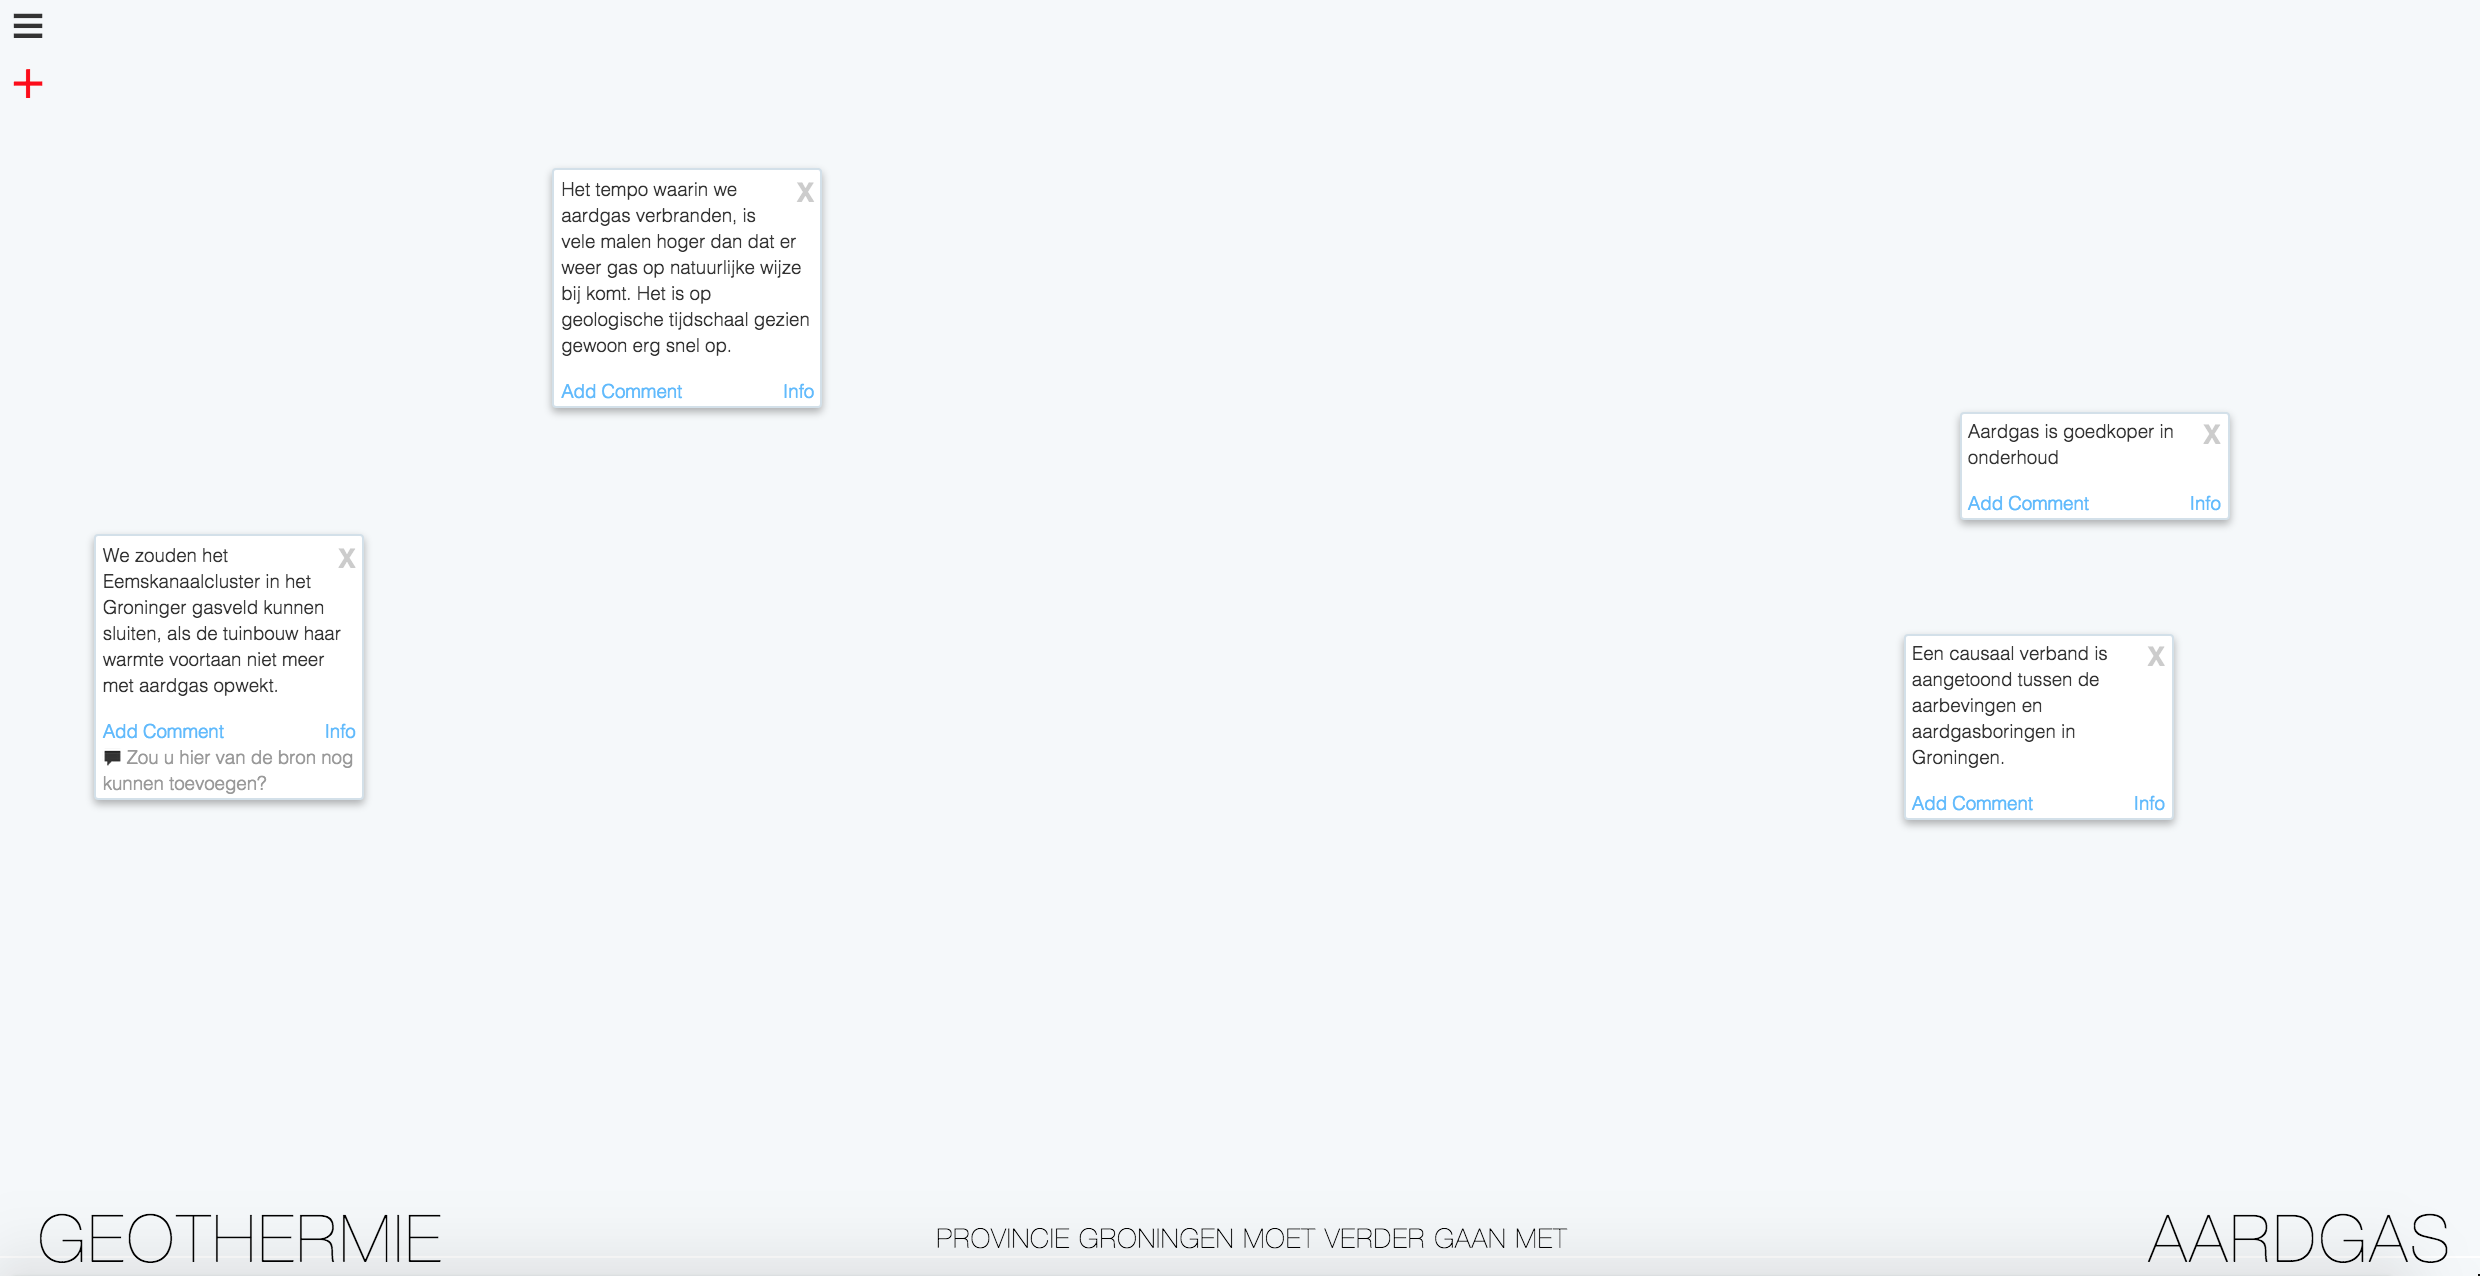 Het tempo waarin we
aardgas verbranden, is
vele malen hoger dan dat er
weer gas op natuurlijke wijze
bij komt. Het is op
geologische tijdschaal gezien
gewoon erg snel op.
X
Add Comment Info
Aardgas is goedkoper in
onderhoud
X
Add Comment Info
We zouden het
Eemskanaalcluster in het
Groninger gasveld kunnen
sluiten, als de tuinbouw haar
warmte voortaan niet meer
met aardgas opwekt.
X
Add Comment Info
Zou u hier van de bron nog
kunnen toevoegen?
Een causaal verband is
aangetoond tussen de
aarbevingen en
aardgasboringen in
Groningen.
X
Add Comment Info
GEOTHERMIE
PROVINCIE GRONINGEN MOET VERDER GAAN MET
AARDGAS